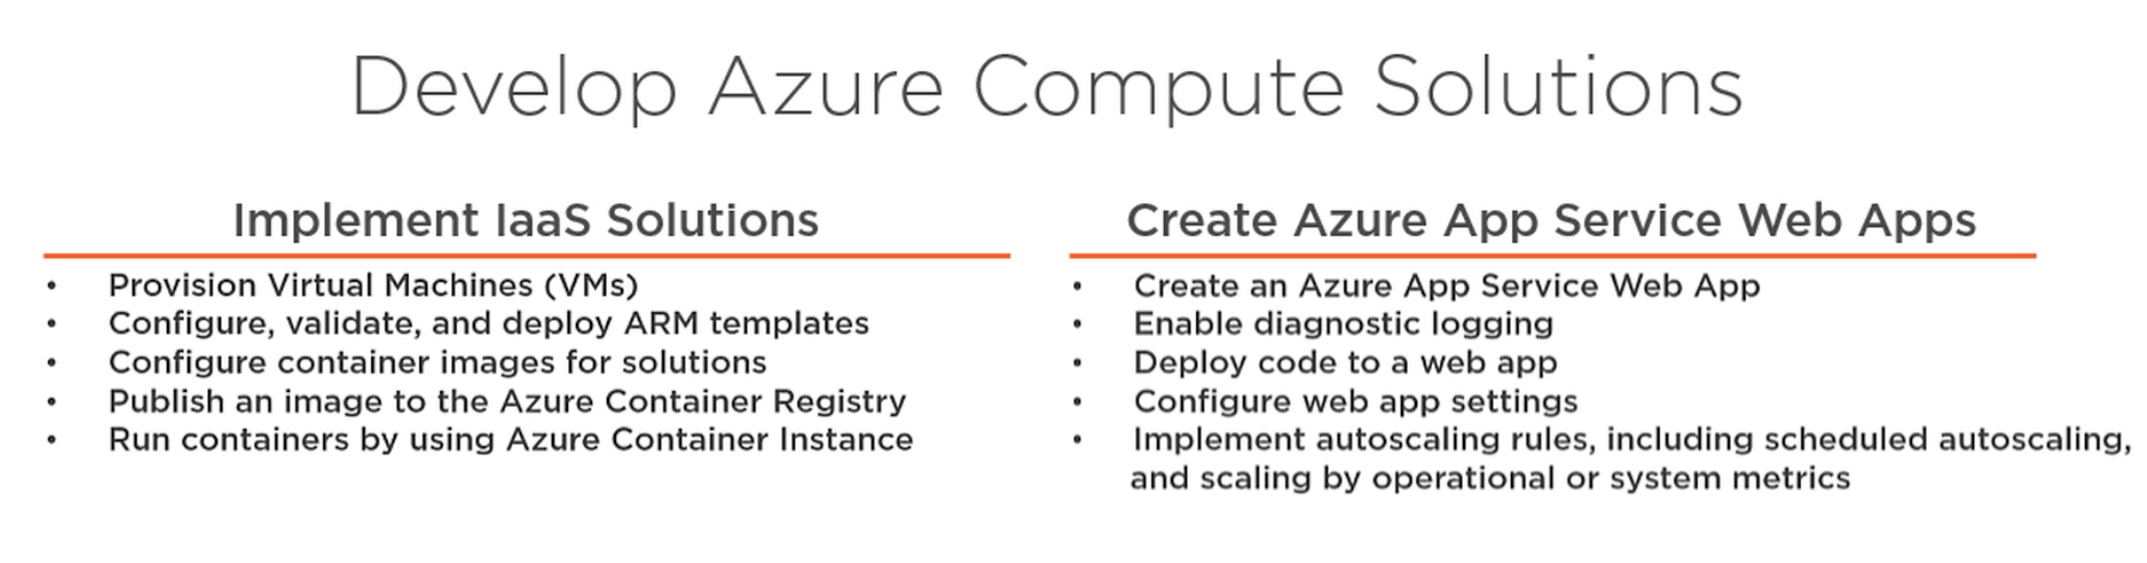 Develop Azure Compute Solutions
Implement IaaS Solutions
• Provision Virtual Machines (VMs)
• Configure, validate, and deploy ARM templates
• Configure container images for solutions
• Publish an image to the Azure Container Registry
• Run containers by using Azure Container Instance
Create Azure App Service Web Apps
• Create an Azure App Service Web App
• Enable diagnostic logging
• Deploy code to a web app
• Configure web app settings
• Implement autoscaling rules, including scheduled autoscaling,
and scaling by operational or system metrics